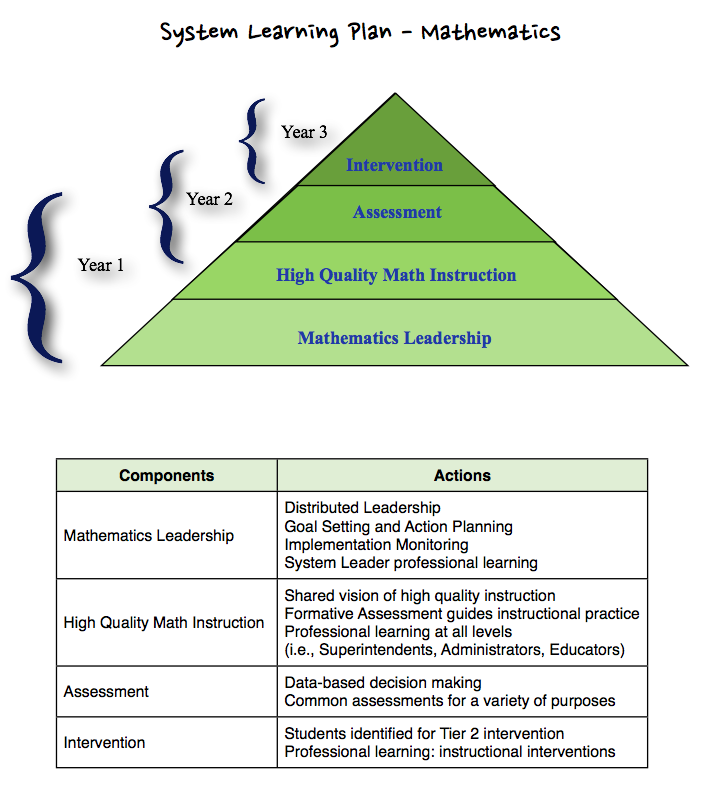 System Learning Plan - Mathematics
Year 3
Intervention
Year 2
Assessment
Year 1
High Quality Math Instruction
Mathematics Leadership
Components
Actions
Mathematics Leadership
Distributed Leadership
Goal Setting and Action Planning
Implementation Monitoring
System Leader professional learning
High Quality Math Instruction
Shared vision of high quality instruction
Formative Assessment guides instructional practice
Professional learning at all levels
(i.e., Superintendents, Administrators, Educators)
Assessment
Data-based decision making
Common assessments for a variety of purposes
Intervention
Students identified for Tier 2 intervention
Professional learning: instructional interventions